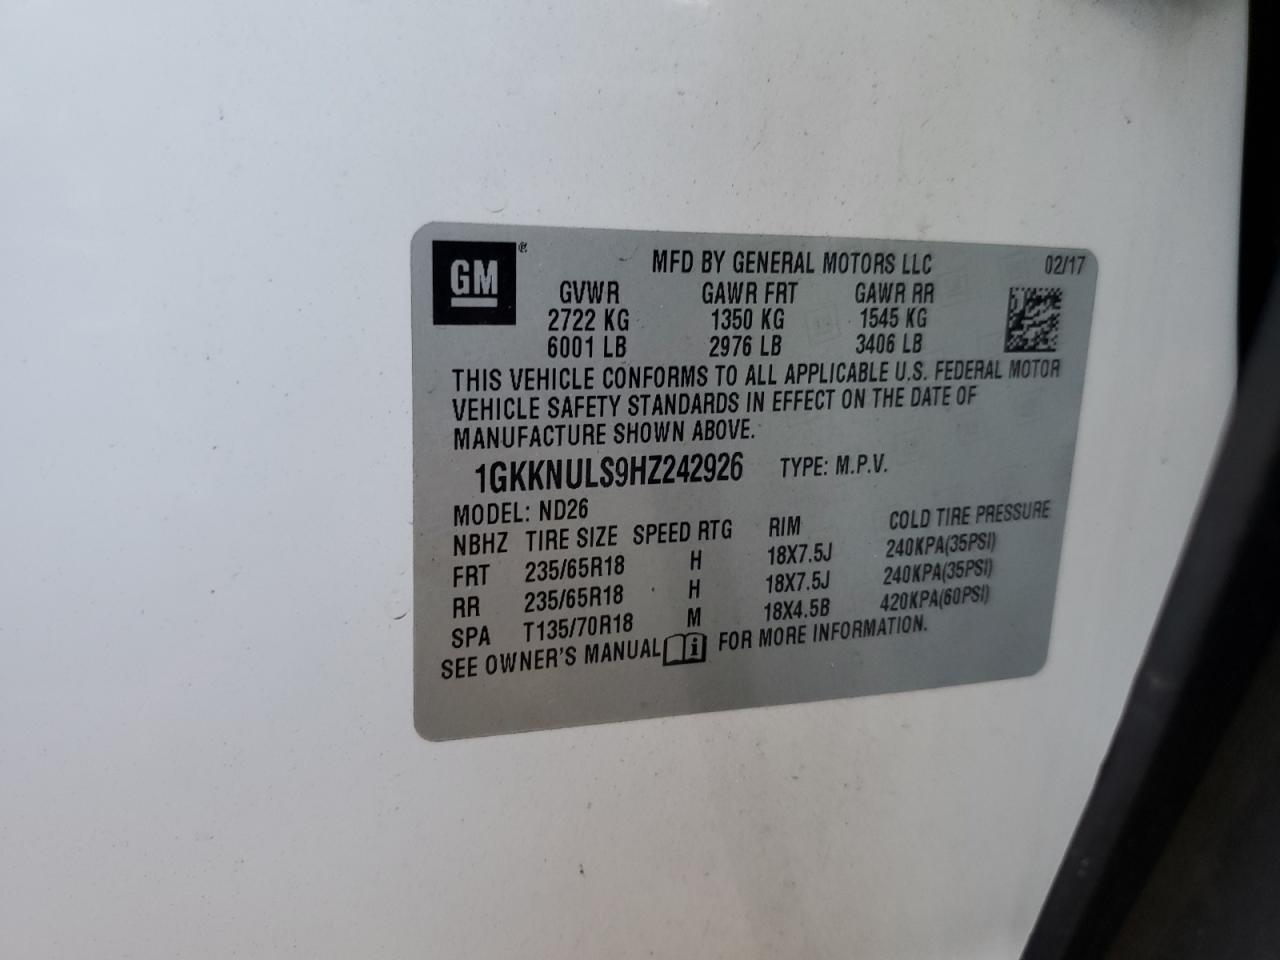 GM®
MFD BY GENERAL MOTORS LLC 02/17
GVWR GAWR FRT GAWR RR
2722 KG 1350 KG 1545 KG
6001 LB 2976 LB 3406 LB
THIS VEHICLE CONFORMS TO ALL APPLICABLE U.S. FEDERAL MOTOR
VEHICLE SAFETY STANDARDS IN EFFECT ON THE DATE OF
MANUFACTURE SHOWN ABOVE.
1GKKNULS9HZ242926 TYPE: M.P.V.
MODEL: ND26
NBHZ TIRE SIZE SPEED RTG RIM COLD TIRE PRESSURE
FRT 235/65R18 H 18X7.5J 240KPA(35PSI)
RR 235/65R18 H 18X7.5J 240KPA(35PSI)
SPA T135/70R18 M 18X4.5B 420KPA(60PSI)
SEE OWNER'S MANUAL i FOR MORE INFORMATION.